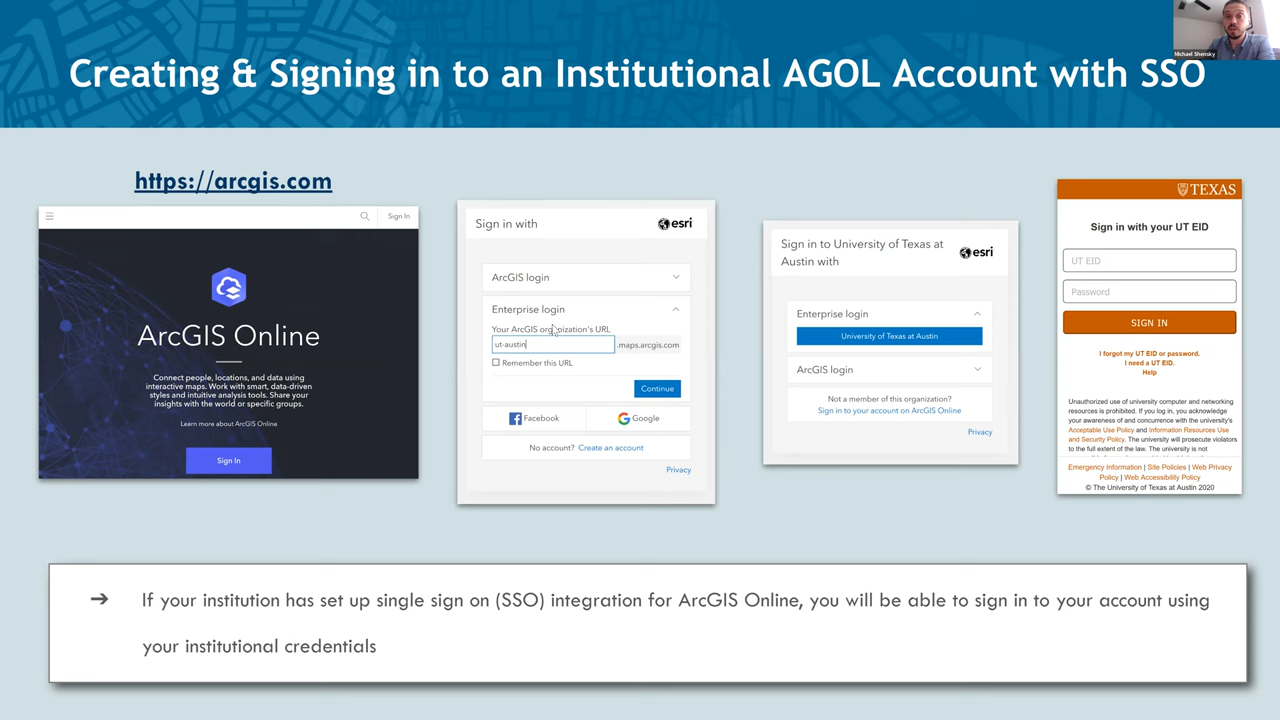 Michael Shensky
Creating & Signing in to an Institutional AGOL Account with SSO
https://arcgis.com
Sign In
ArcGIS Online
Connect people, locations, and data using
interactive maps. Work with smart, data-driven
styles and intuitive analysis tools. Share your
insights with the world or specific groups.
Learn more about ArcGIS Online
Sign In
Sign in with
esri
ArcGIS login
Enterprise login
Your ArcGIS organization's URL
ut-austin .maps.arcgis.com
Remember this URL
Continue
Facebook Google
No account? Create an account
Privacy
Sign in to University of Texas at
Austin with
esri
Enterprise login
University of Texas at Austin
ArcGIS login
Not a member of this organization?
Sign in to your account on ArcGIS Online
Privacy
TEXAS
Sign in with your UT EID
UT EID
Password
SIGN IN
I forgot my UT EID or password.
I need a UT EID.
Help
Unauthorized use of university computer and networking
resources is prohibited. If you log in, you acknowledge
your awareness of and concurrence with the university's
Acceptable Use Policy and Information Resources Use
and Security Policy. The university will prosecute violators
to the full extent of the law. The university is not
Emergency Information | Site Policies | Web Privacy
Policy | Web Accessibility Policy
© The University of Texas at Austin 2020
➔ If your institution has set up single sign on (SSO) integration for ArcGIS Online, you will be able to sign in to your account using
your institutional credentials